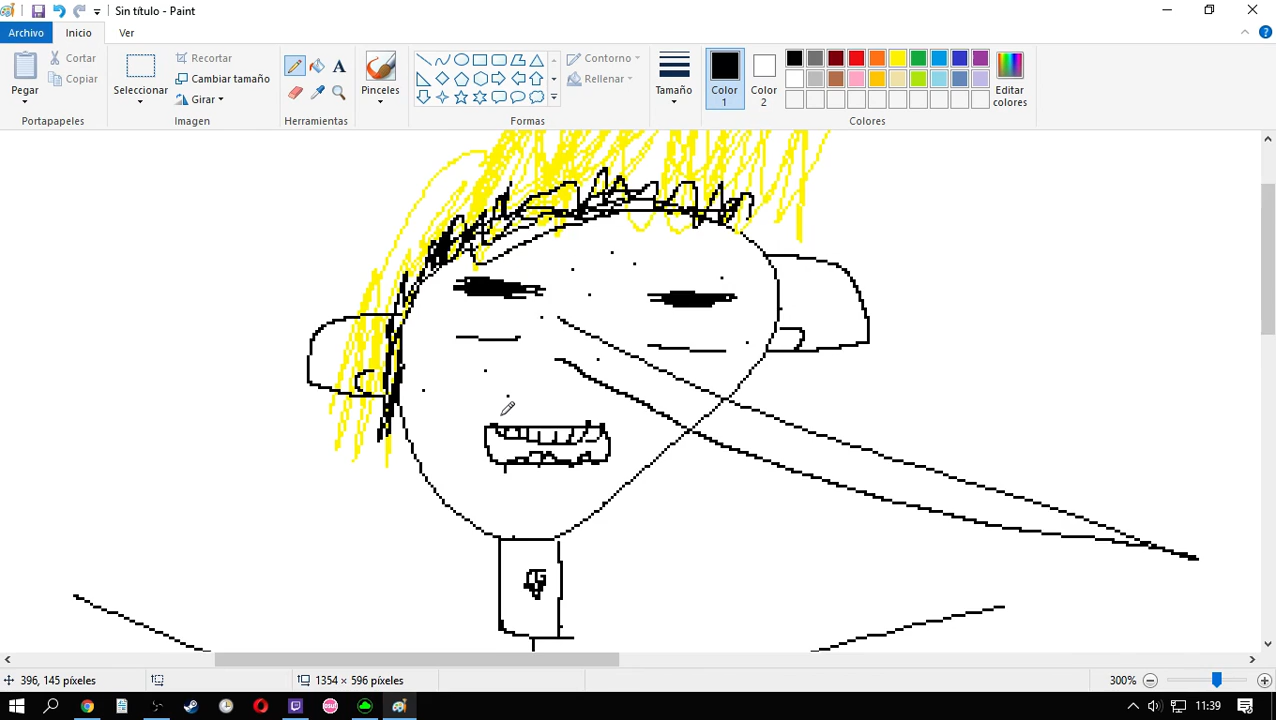 Sin título - Paint
Archivo Inicio Ver
Pegar
Cortar
Copiar
Portapapeles
Seleccionar
Recortar
Cambiar tamaño
Girar
Imagen
A
Herramientas
Pinceles
Contorno
Rellenar
Formas
Tamaño
Color 1
Color 2
Editar colores
Colores
396, 145 píxeles
1354 × 596 píxeles
300%
osu!
11:39